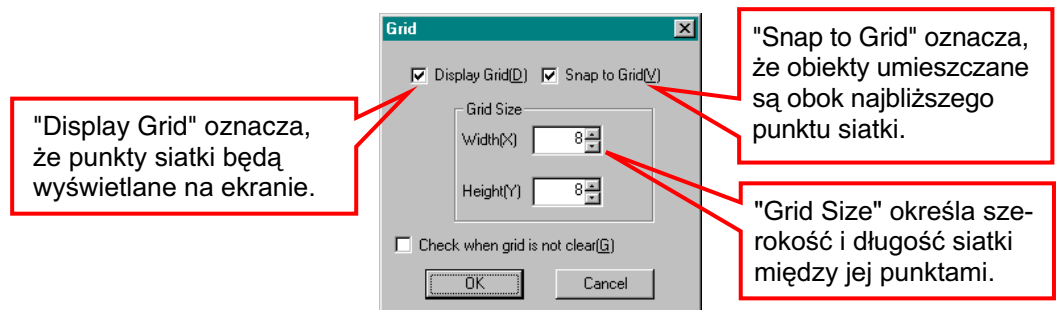 Grid
Display Grid(D) Snap to Grid(V)
Grid Size
Width(X) 8
Height(Y) 8
Check when grid is not clear(G)
OK Cancel
"Display Grid" oznacza,
że punkty siatki będą
wyświetlane na ekranie.
"Snap to Grid" oznacza,
że obiekty umieszczane
są obok najbliższego
punktu siatki.
"Grid Size" określa sze-
rokość i długość siatki
między jej punktami.